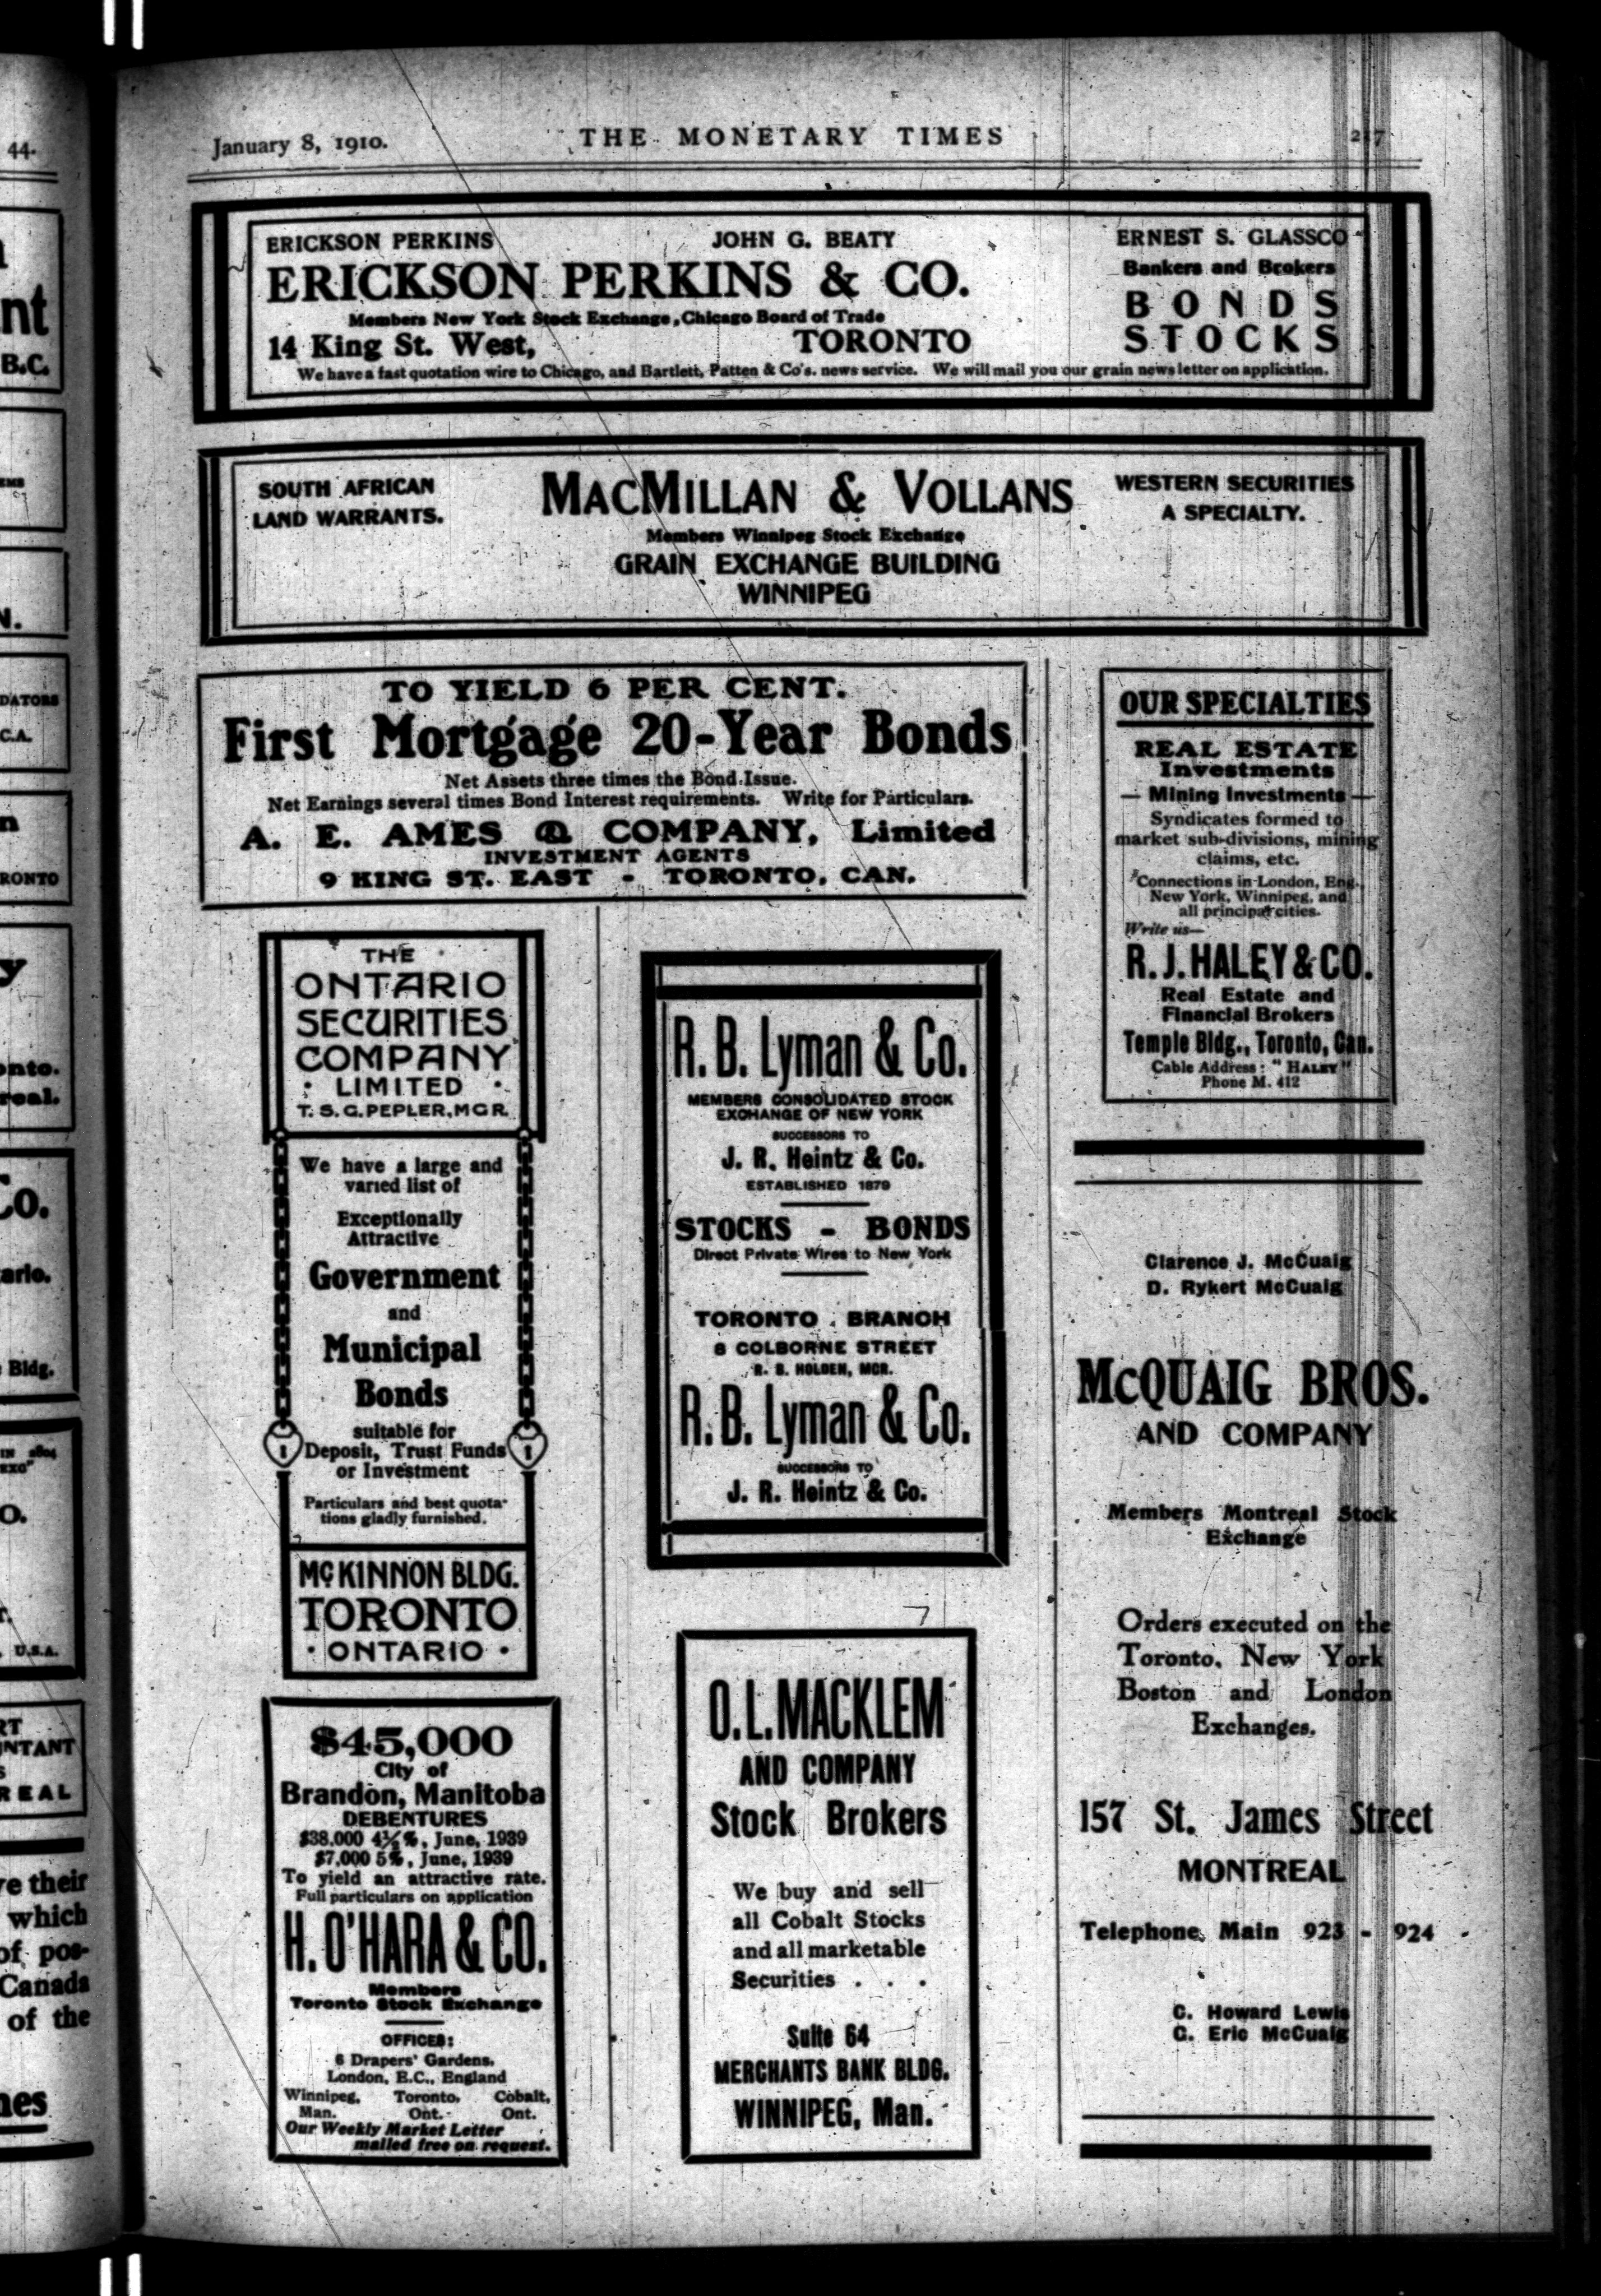 January 8, 1910.
THE MONETARY TIMES
ERICKSON PERKINS
JOHN G. BEATY
ERNEST S. GLASSCO
ERICKSON PERKINS & CO.
Members New York Stock Exchange, Chicago Board of Trade
14 King St. West,
TORONTO
Bankers and Brokers
BONDS
STOCKS
We have a fast quotation wire to Chicago, and Bartlett, Patten & Co's. news service. We will mail you our grain news letter on application.
SOUTH AFRICAN
LAND WARRANTS.
MACMILLAN & VOLLANS
Members Winnipeg Stock Exchange
GRAIN EXCHANGE BUILDING
WINNIPEG
WESTERN SECURITIES
A SPECIALTY.
TO YIELD 6 PER CENT.
First Mortgage 20-Year Bonds
Net Assets three times the Bond Issue.
Net Earnings several times Bond Interest requirements. Write for Particulars.
A. E. AMES & COMPANY, Limited
INVESTMENT AGENTS
9 KING ST. EAST - TORONTO, CAN.
THE
ONTARIO
SECURITIES
COMPANY
LIMITED
T. S. G. PEPLER, MGR.
We have a large and
varied list of
Exceptionally
Attractive
Government
and
Municipal
Bonds
suitable for
Deposit, Trust Funds
or Investment
Particulars and best quota-
tions gladly furnished.
McKINNON BLDG.
TORONTO
· ONTARIO ·
$45,000
City of
Brandon, Manitoba
DEBENTURES
$38,000 4½%, June, 1939
$7,000 5%, June, 1939
To yield an attractive rate.
Full particulars on application
H. O'HARA & CO.
Members
Toronto Stock Exchange
OFFICES:
6 Drapers' Gardens,
London, E.C., England
Winnipeg, Toronto, Cobalt,
Man. Ont. Ont.
Our Weekly Market Letter
mailed free on request.
R. B. Lyman & Co.
MEMBERS CONSOLIDATED STOCK
EXCHANGE OF NEW YORK
SUCCESSORS TO
J. R. Heintz & Co.
ESTABLISHED 1879
STOCKS - BONDS
Direct Private Wires to New York
TORONTO BRANCH
8 COLBORNE STREET
R. B. HOLDEN, MGR.
R. B. Lyman & Co.
SUCCESSORS TO
J. R. Heintz & Co.
O. L. MACKLEM
AND COMPANY
Stock Brokers
We buy and sell
all Cobalt Stocks
and all marketable
Securities . . .
Suite 64
MERCHANTS BANK BLDG.
WINNIPEG, Man.
OUR SPECIALTIES
REAL ESTATE
Investments
— Mining Investments —
Syndicates formed to
market sub-divisions, mining
claims, etc.
Connections in London, Eng.,
New York, Winnipeg, and
all principal cities.
Write us—
R. J. HALEY & CO.
Real Estate and
Financial Brokers
Temple Bldg., Toronto, Can.
Cable Address: "HALEY"
Phone M. 412
Clarence J. McCuaig
D. Rykert McCuaig
McQUAIG BROS.
AND COMPANY
Members Montreal Stock
Exchange
Orders executed on the
Toronto, New York
Boston and London
Exchanges.
157 St. James Street
MONTREAL
Telephone, Main 923 - 924
C. Howard Lewis
C. Eric McCuaig